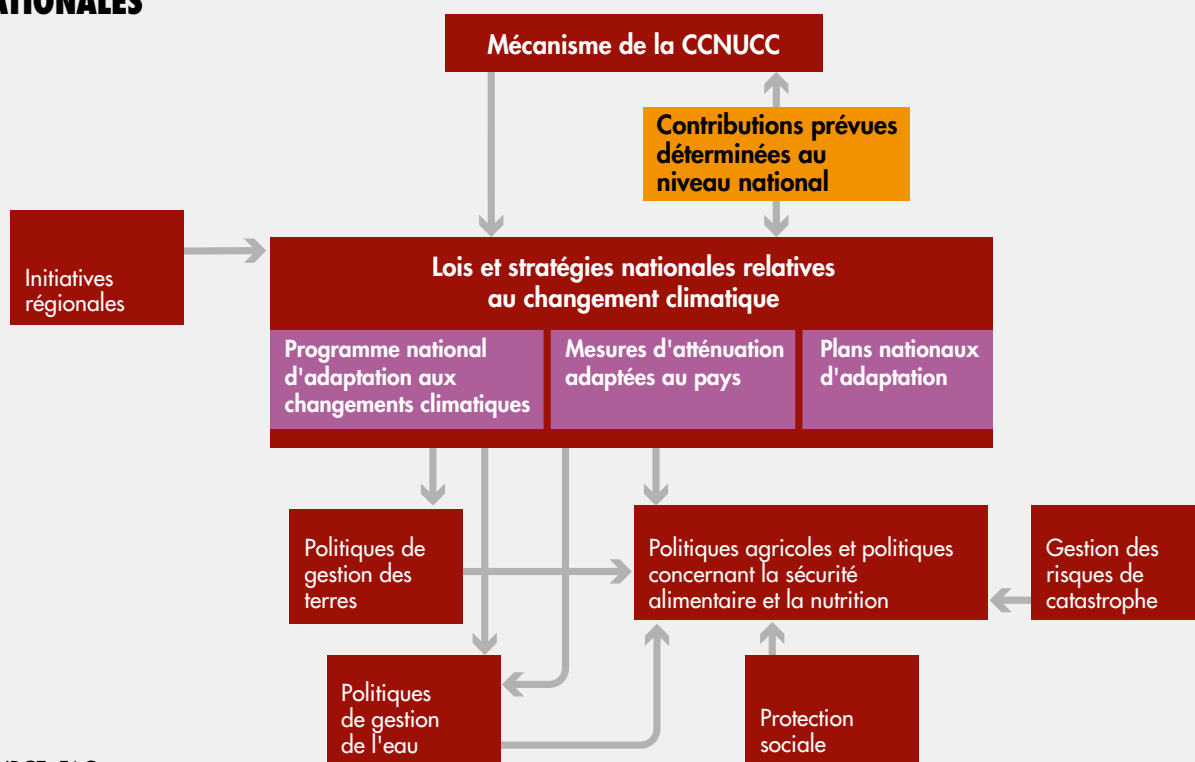 Mécanisme de la CCNUCC
Contributions prévues
déterminées au
niveau national
Initiatives
régionales
Lois et stratégies nationales relatives
au changement climatique
Programme national
d'adaptation aux
changements climatiques
Mesures d'atténuation
adaptées au pays
Plans nationaux
d'adaptation
Politiques de
gestion des
terres
Politiques agricoles et politiques
concernant la sécurité
alimentaire et la nutrition
Gestion des
risques de
catastrophe
Politiques
de gestion
de l'eau
Protection
sociale